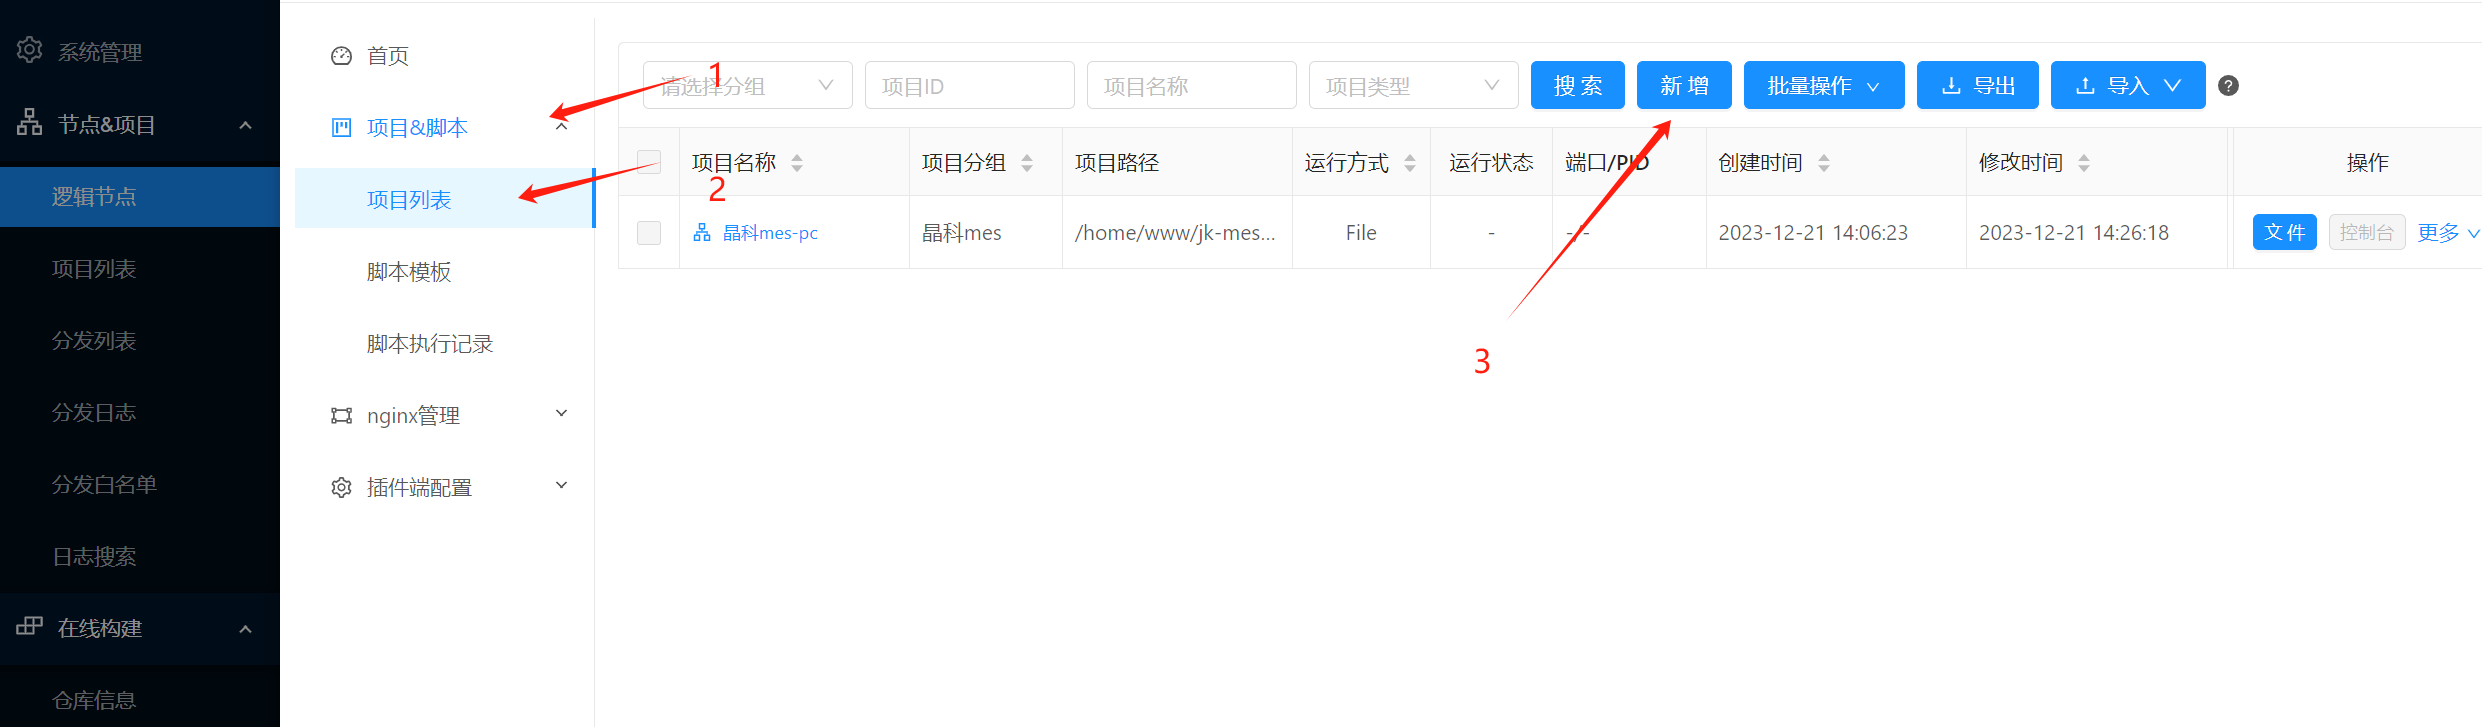 系统管理
节点&项目
逻辑节点
项目列表
分发列表
分发日志
分发白名单
日志搜索
在线构建
仓库信息
首页
项目&脚本
项目列表
脚本模板
脚本执行记录
nginx管理
插件端配置
1
2
3
请选择分组 项目ID 项目名称 项目类型 搜 索 新 增 批量操作 导出 导入 ?
项目名称 项目分组 项目路径 运行方式 运行状态 端口/PID 创建时间 修改时间 操作
晶科mes-pc 晶科mes /home/www/jk-mes... File - -/- 2023-12-21 14:06:23 2023-12-21 14:26:18 文 件 控制台 更多